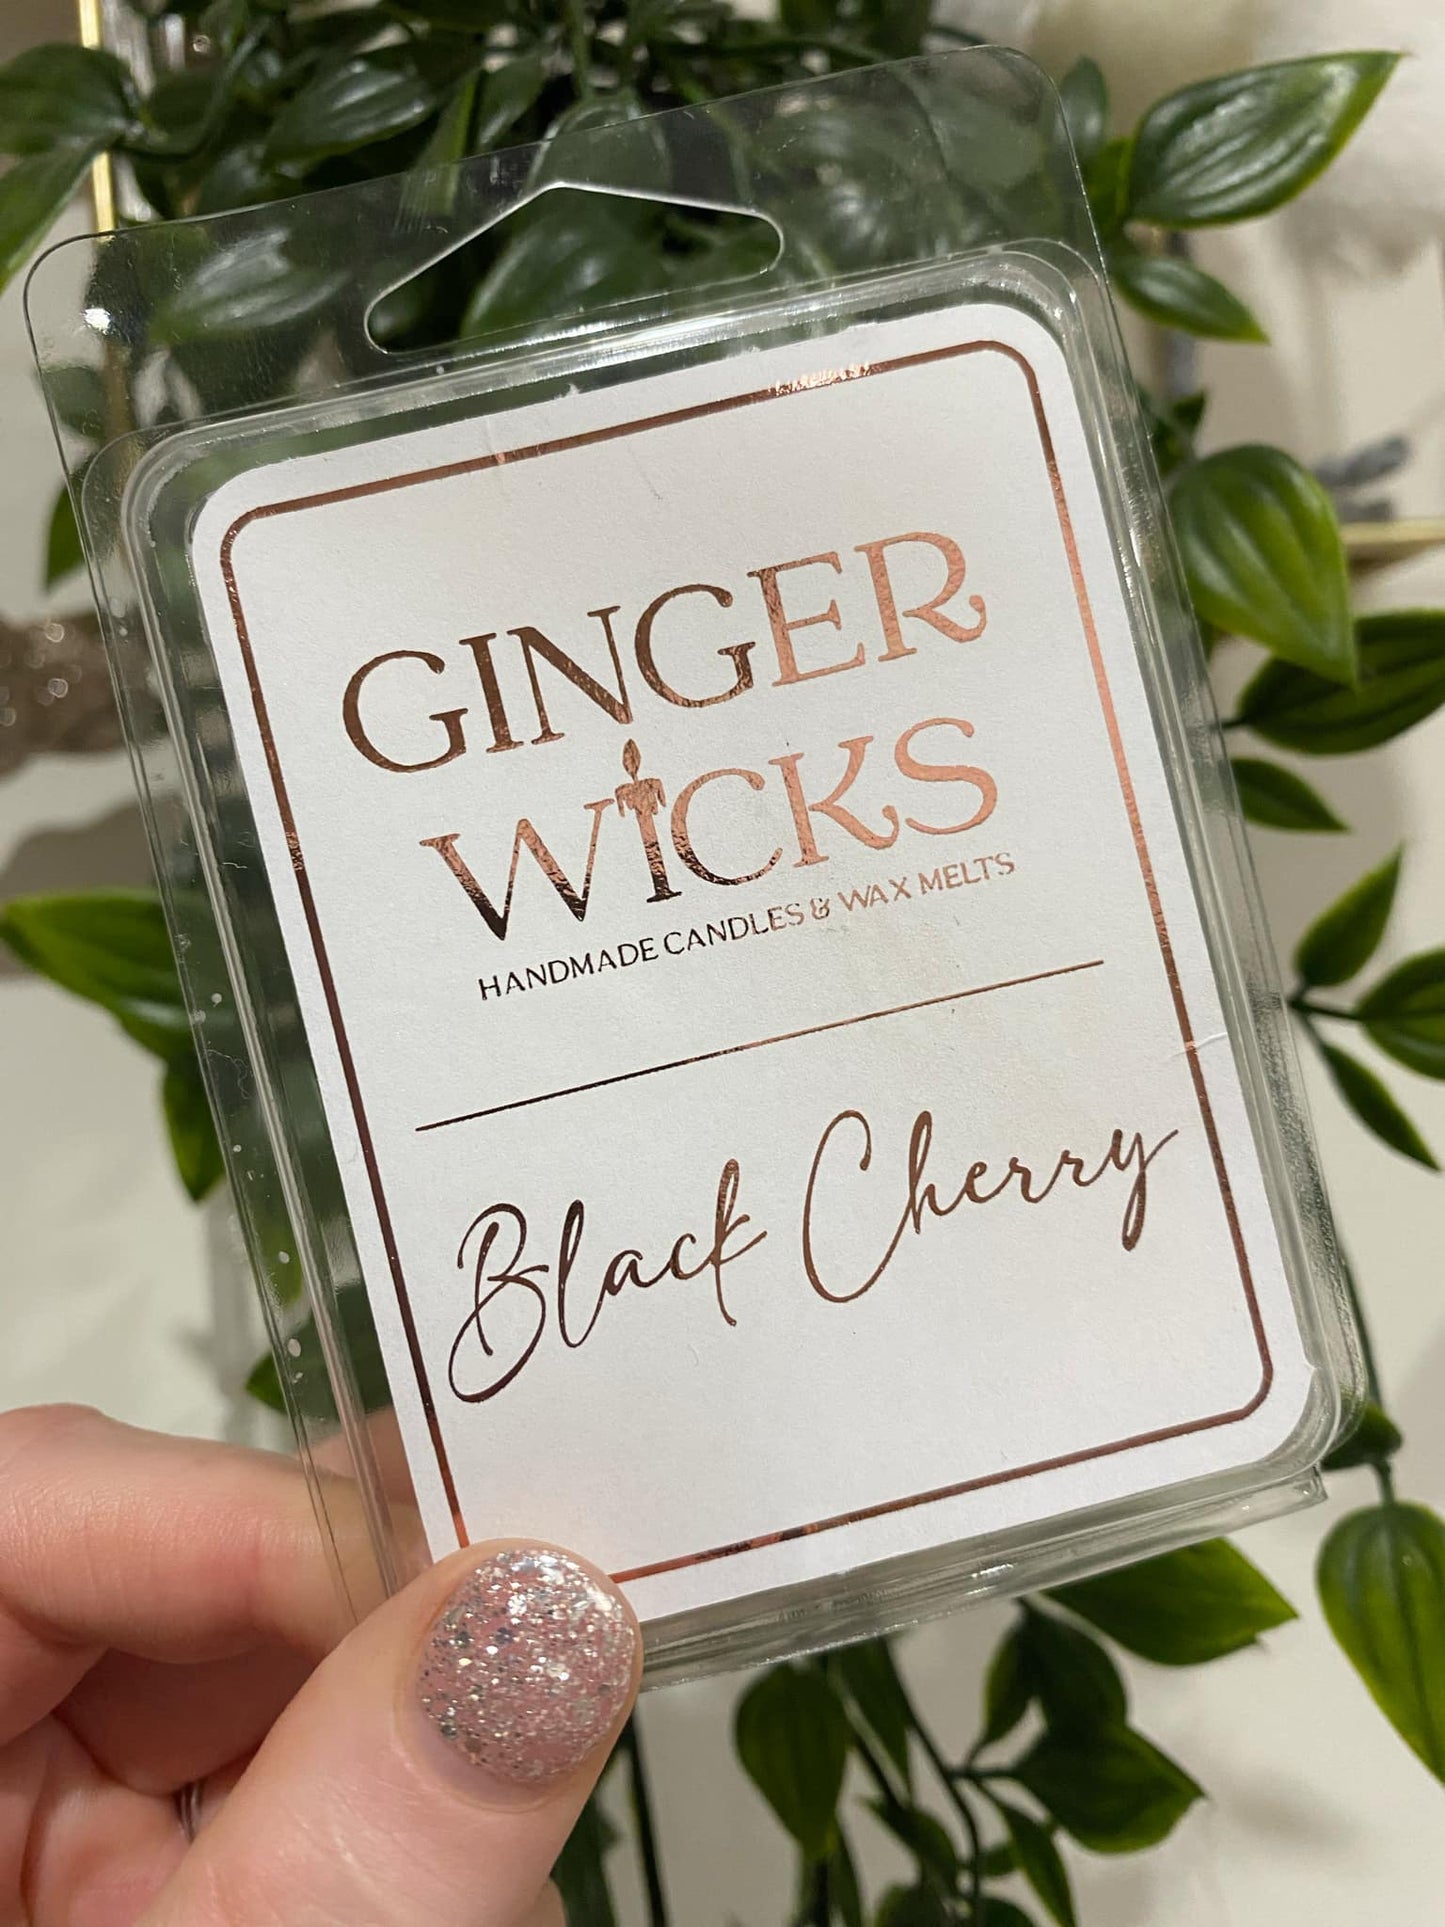 GINGER
WICKS
HANDMADE CANDLES & WAX MELTS
Black Cherry